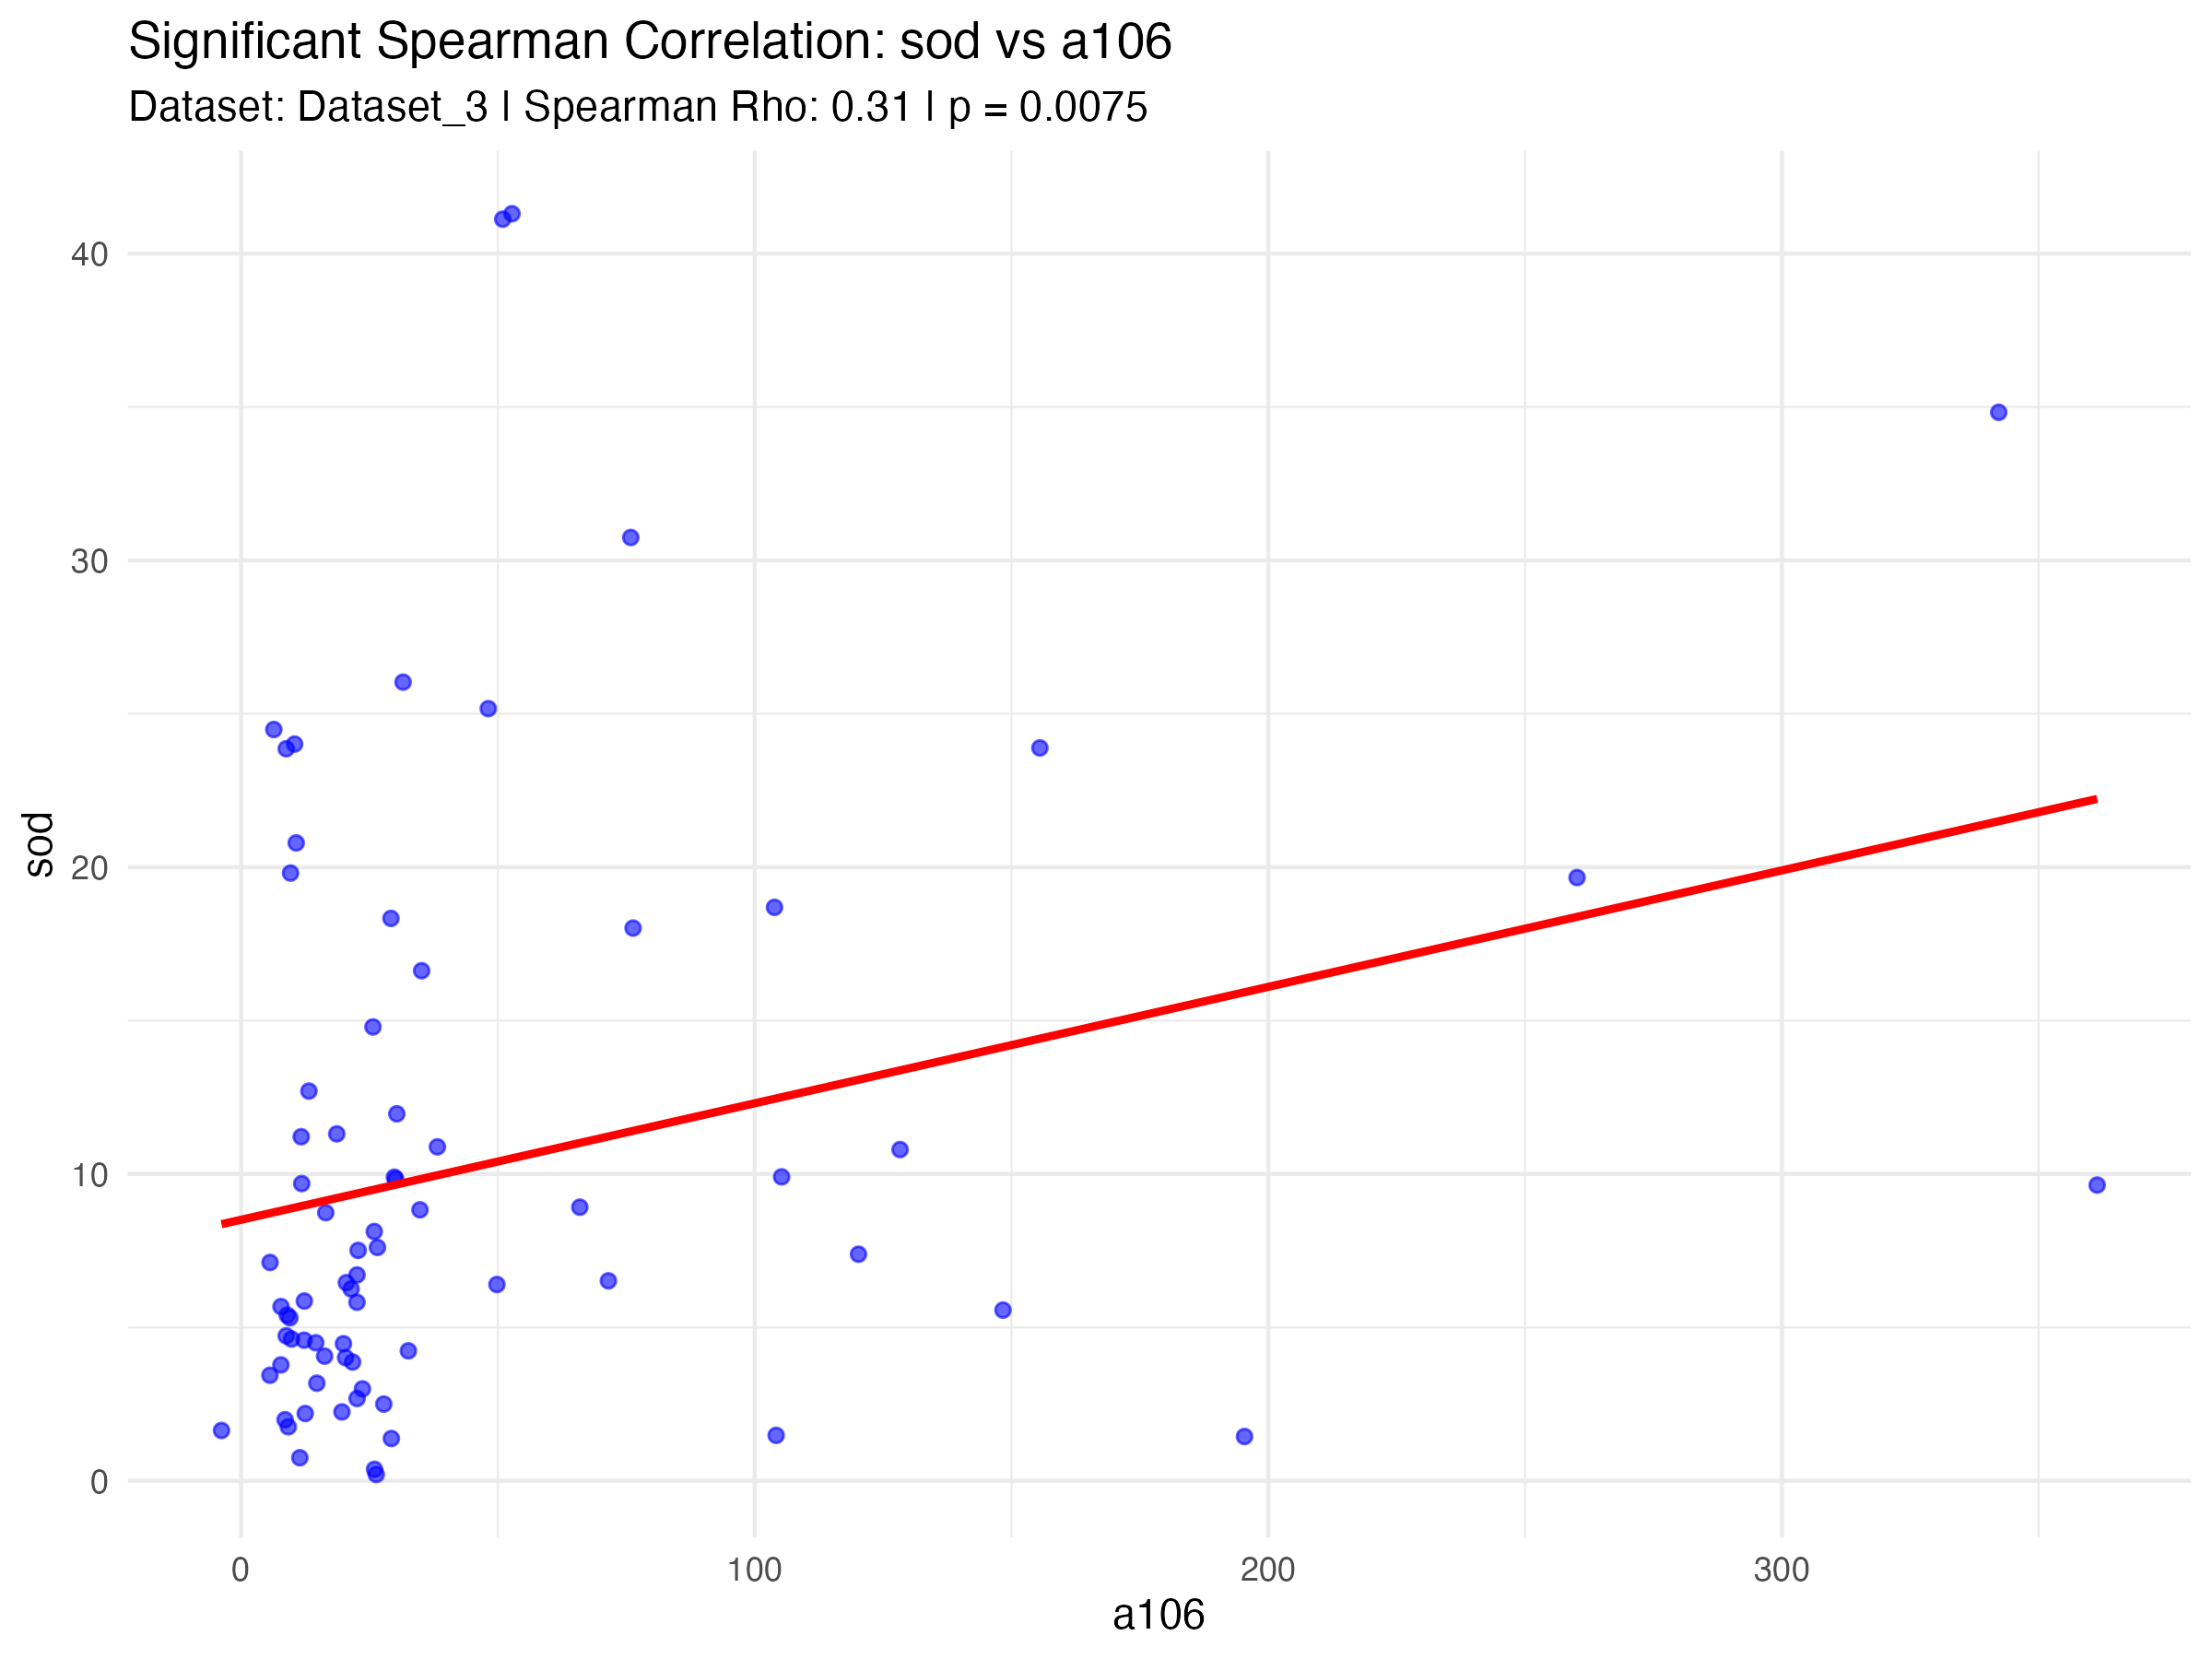 Significant Spearman Correlation: sod vs a106
Dataset: Dataset_3 | Spearman Rho: 0.31 | p = 0.0075
40
30
20
10
0
sod
0 100 200 300
a106